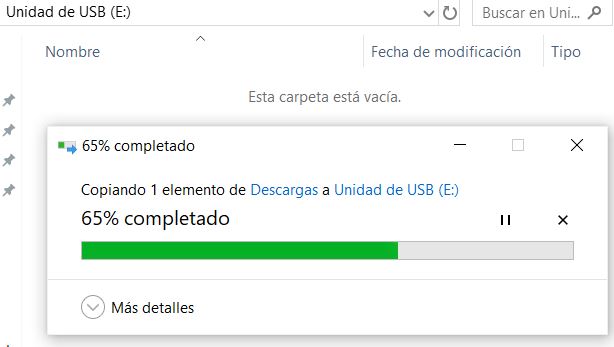 Unidad de USB (E:)
Buscar en Uni...
Nombre
Fecha de modificación
Tipo
Esta carpeta está vacía.
65% completado
Copiando 1 elemento de Descargas a Unidad de USB (E:)
65% completado
Más detalles